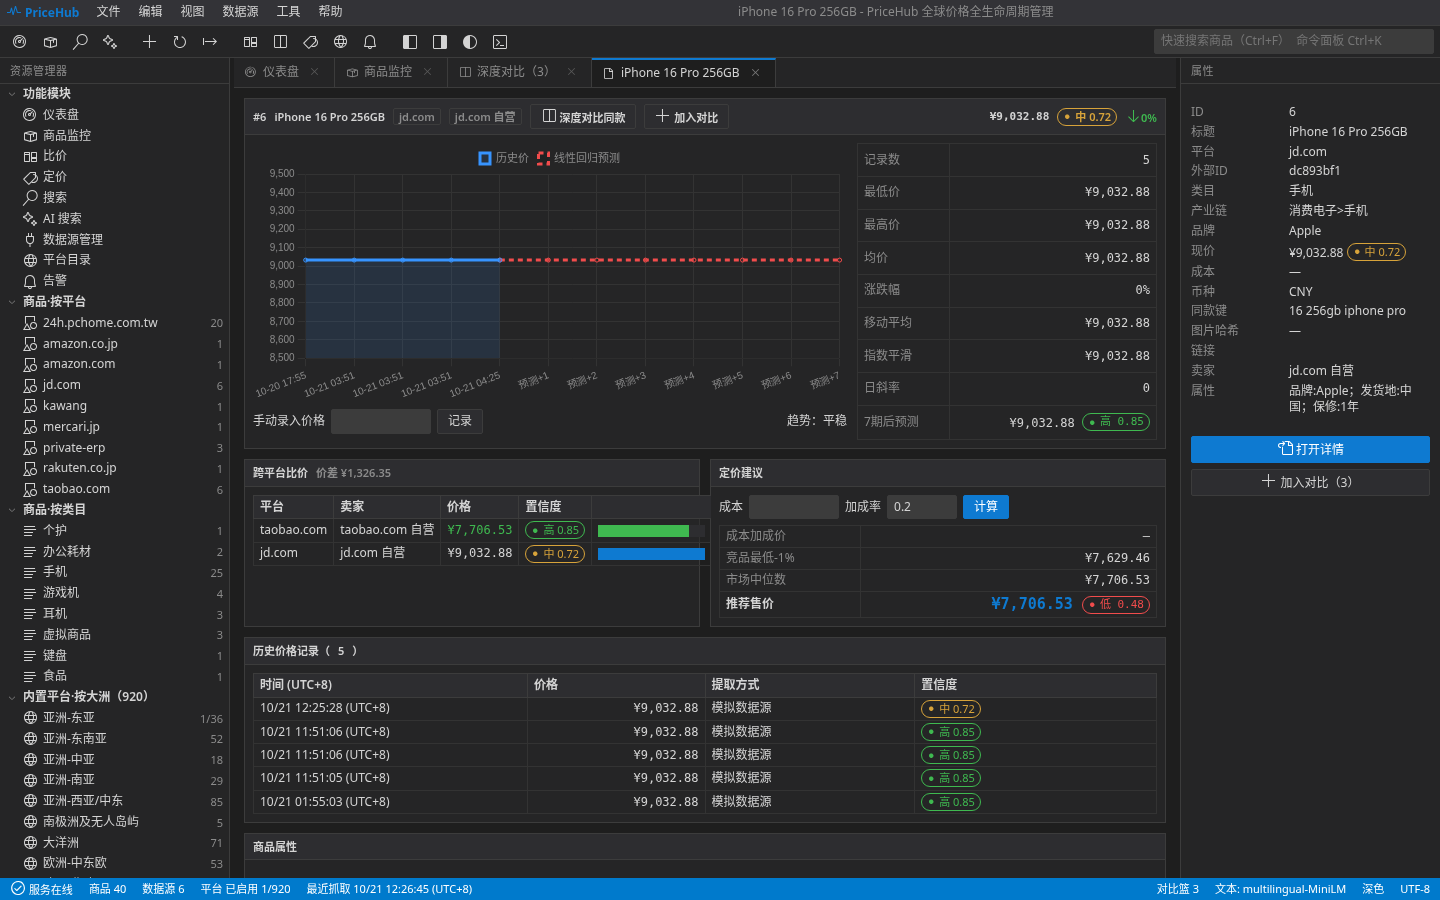 PriceHub 文件 编辑 视图 数据源 工具 帮助 iPhone 16 Pro 256GB - PriceHub 全球价格全生命周期管理
快速搜索商品（Ctrl+F） 命令面板 Ctrl+K
资源管理器
功能模块
仪表盘
商品监控
比价
定价
搜索
AI 搜索
数据源管理
平台目录
告警
商品·按平台
24h.pchome.com.tw 20
amazon.co.jp 1
amazon.com 1
jd.com 6
kawang 1
mercari.jp 1
private-erp 3
rakuten.co.jp 1
taobao.com 6
商品·按类目
个护 1
办公耗材 2
手机 25
游戏机 4
耳机 3
虚拟商品 3
键盘 1
食品 1
内置平台·按大洲（920）
亚洲-东亚 1/36
亚洲-东南亚 52
亚洲-中亚 18
亚洲-南亚 29
亚洲-西亚/中东 85
南极洲及无人岛屿 5
大洋洲 71
欧洲-中东欧 53
仪表盘 商品监控 深度对比（3） iPhone 16 Pro 256GB
#6 iPhone 16 Pro 256GB jd.com jd.com 自营 深度对比同款 加入对比 ¥9,032.88 中 0.72 ↓0%
历史价 线性回归预测
9,500
9,400
9,300
9,200
9,100
9,000
8,900
8,800
8,700
8,600
8,500
10-20 17:55 10-21 03:51 10-21 03:51 10-21 03:51 10-21 04:25 预测+1 预测+2 预测+3 预测+4 预测+5 预测+6 预测+7
手动录入价格 记录 趋势：平稳
记录数 5
最低价 ¥9,032.88
最高价 ¥9,032.88
均价 ¥9,032.88
涨跌幅 0%
移动平均 ¥9,032.88
指数平滑 ¥9,032.88
日斜率 0
7期后预测 ¥9,032.88 高 0.85
跨平台比价 价差 ¥1,326.35
平台 卖家 价格 置信度
taobao.com taobao.com 自营 ¥7,706.53 高 0.85
jd.com jd.com 自营 ¥9,032.88 中 0.72
定价建议
成本 加成率 0.2 计算
成本加成价 —
竞品最低-1% ¥7,629.46
市场中位数 ¥7,706.53
推荐售价 ¥7,706.53 低 0.48
历史价格记录（ 5 ）
时间 (UTC+8) 价格 提取方式 置信度
10/21 12:25:28 (UTC+8) ¥9,032.88 模拟数据源 中 0.72
10/21 11:51:06 (UTC+8) ¥9,032.88 模拟数据源 高 0.85
10/21 11:51:06 (UTC+8) ¥9,032.88 模拟数据源 高 0.85
10/21 11:51:05 (UTC+8) ¥9,032.88 模拟数据源 高 0.85
10/21 01:55:03 (UTC+8) ¥9,032.88 模拟数据源 高 0.85
商品属性
属性
ID 6
标题 iPhone 16 Pro 256GB
平台 jd.com
外部ID dc893bf1
类目 手机
产业链 消费电子>手机
品牌 Apple
现价 ¥9,032.88 中 0.72
成本 —
币种 CNY
同款键 16 256gb iphone pro
图片哈希 —
链接
卖家 jd.com 自营
属性 品牌:Apple；发货地:中
国；保修:1年
打开详情
加入对比（3）
服务在线 商品 40 数据源 6 平台 已启用 1/920 最近抓取 10/21 12:26:45 (UTC+8) 对比篮 3 文本: multilingual-MiniLM 深色 UTF-8